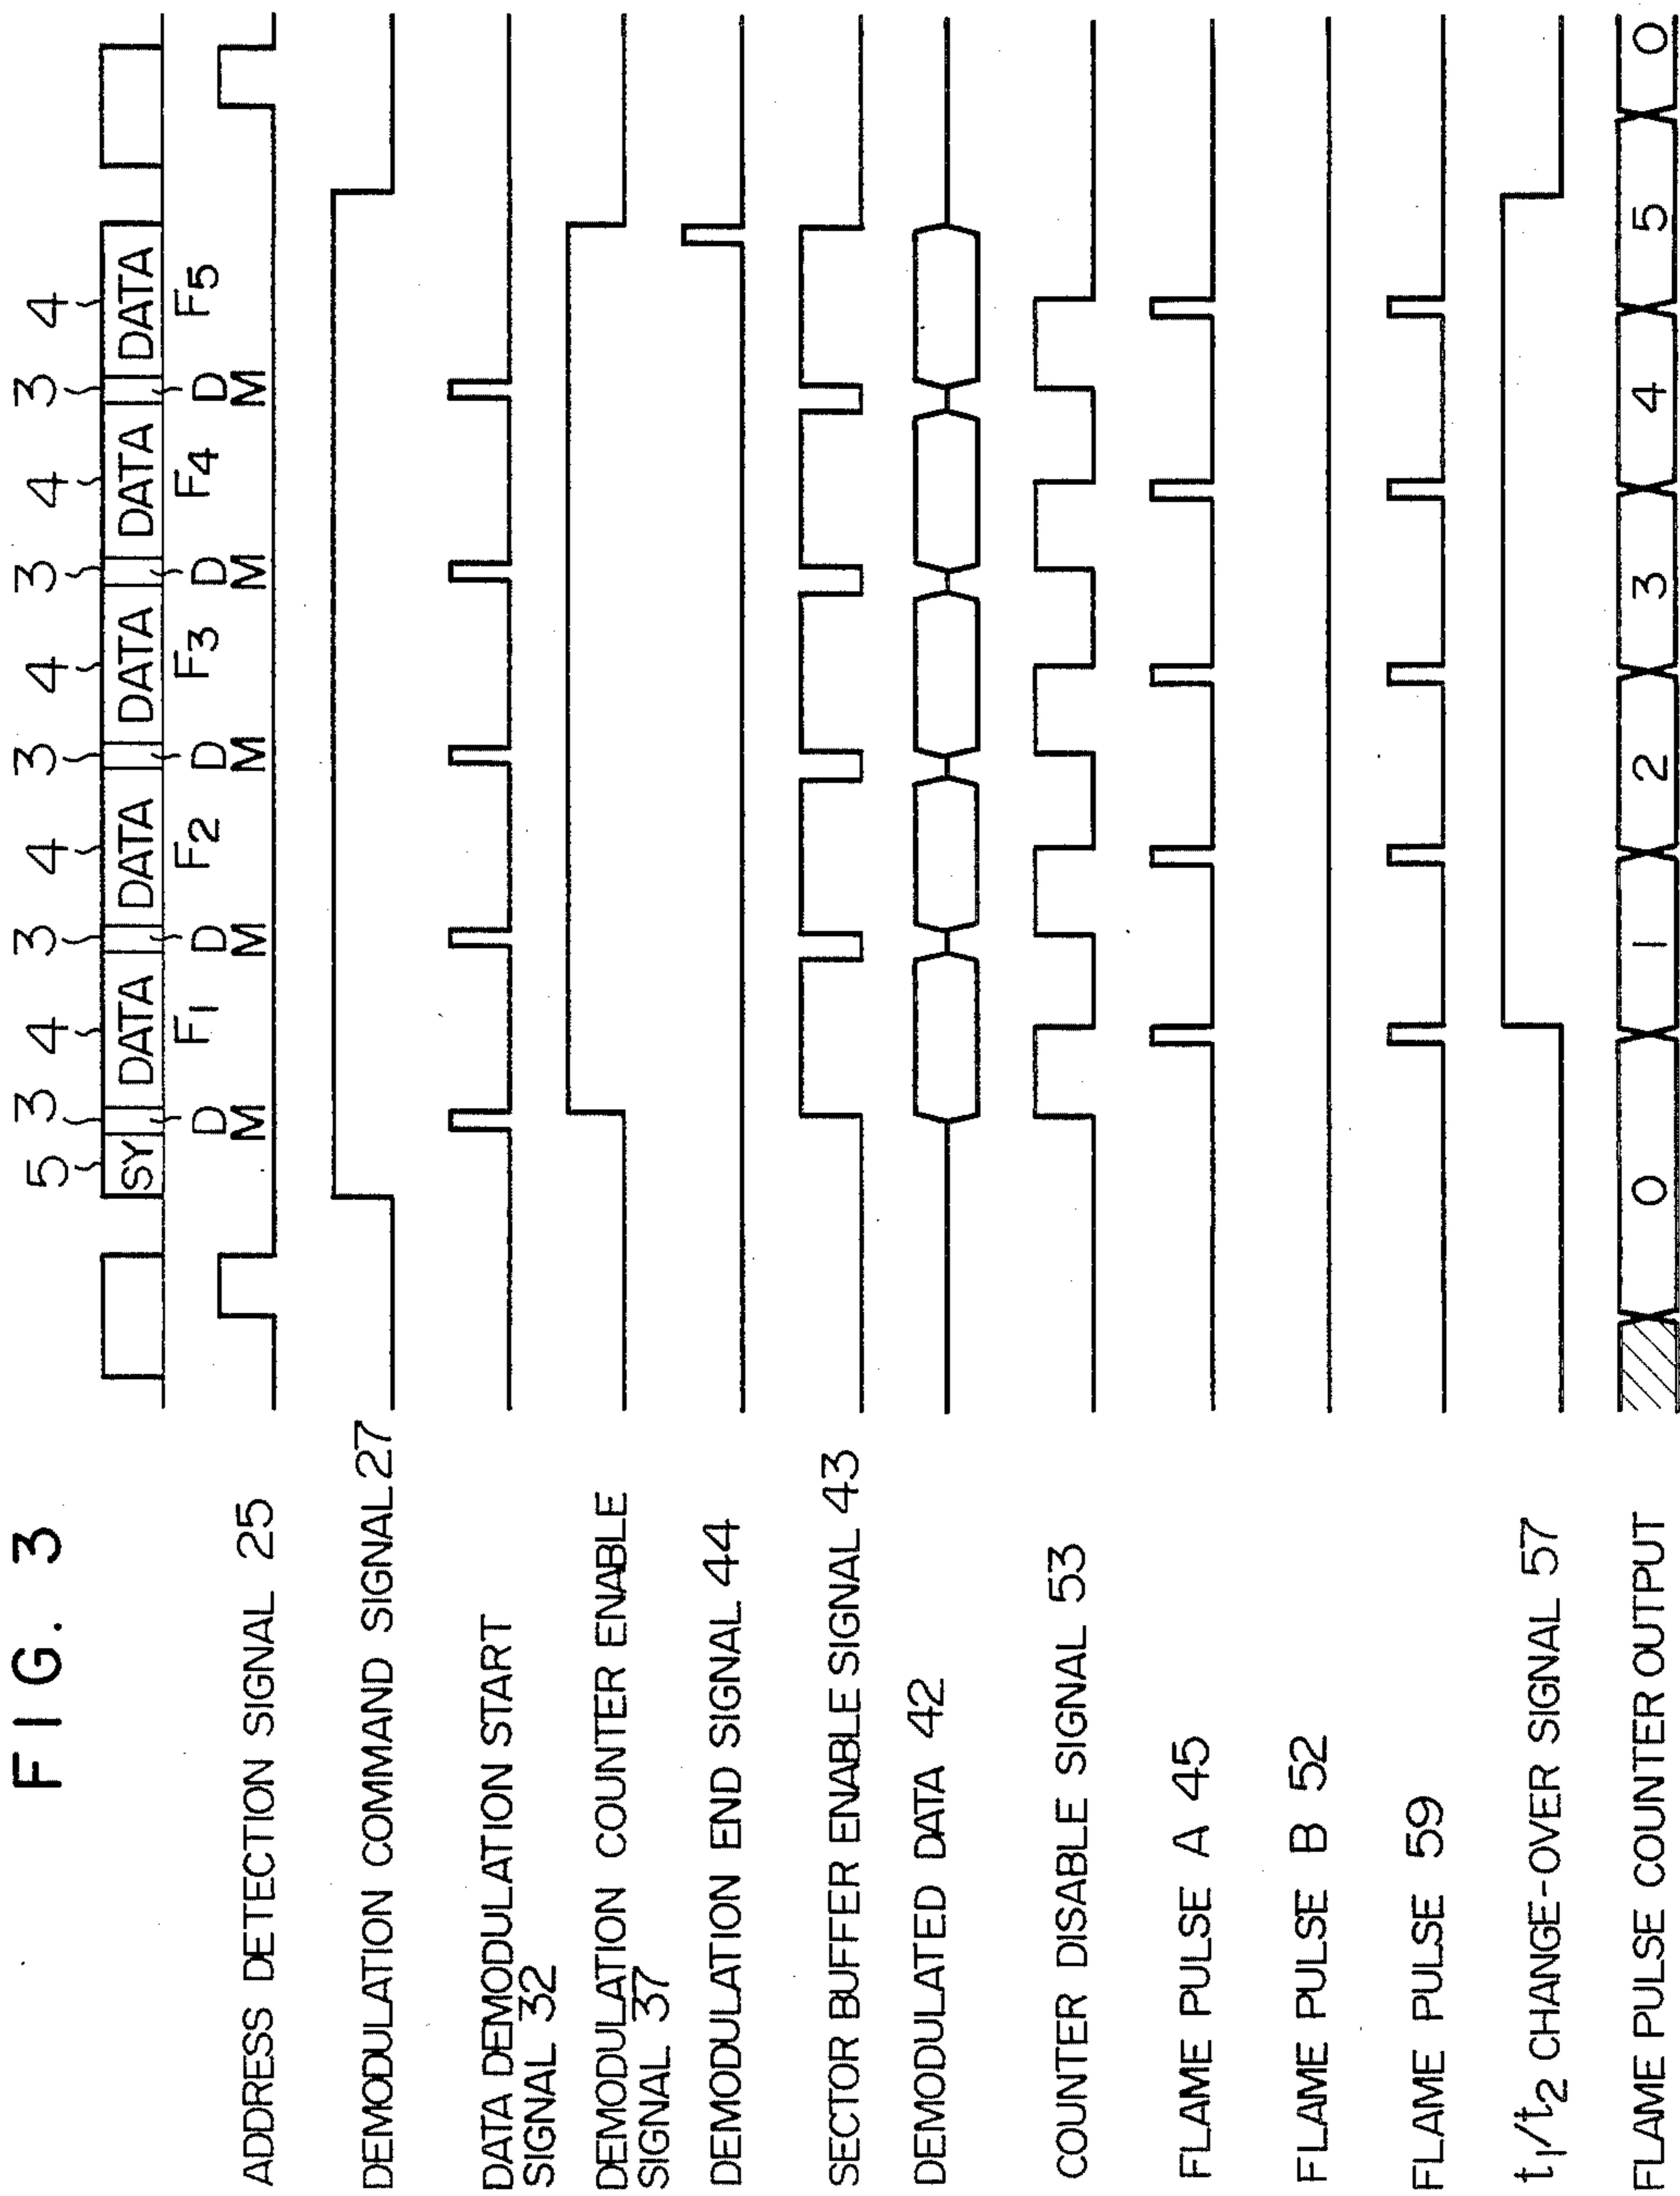 FIG. 3
5 3 4 3 4 3 4 3 4 3 4
SY DATA DATA DATA DATA DATA
DM F1 DM F2 DM F3 DM F4 DM F5
ADDRESS DETECTION SIGNAL 25
DEMODULATION COMMAND SIGNAL 27
DATA DEMODULATION START
SIGNAL 32
DEMODULATION COUNTER ENABLE
SIGNAL 37
DEMODULATION END SIGNAL 44
SECTOR BUFFER ENABLE SIGNAL 43
DEMODULATED DATA 42
COUNTER DISABLE SIGNAL 53
FLAME PULSE A 45
FLAME PULSE B 52
FLAME PULSE 59
t1/t2 CHANGE-OVER SIGNAL 57
FLAME PULSE COUNTER OUTPUT 0 1 2 3 4 5 0